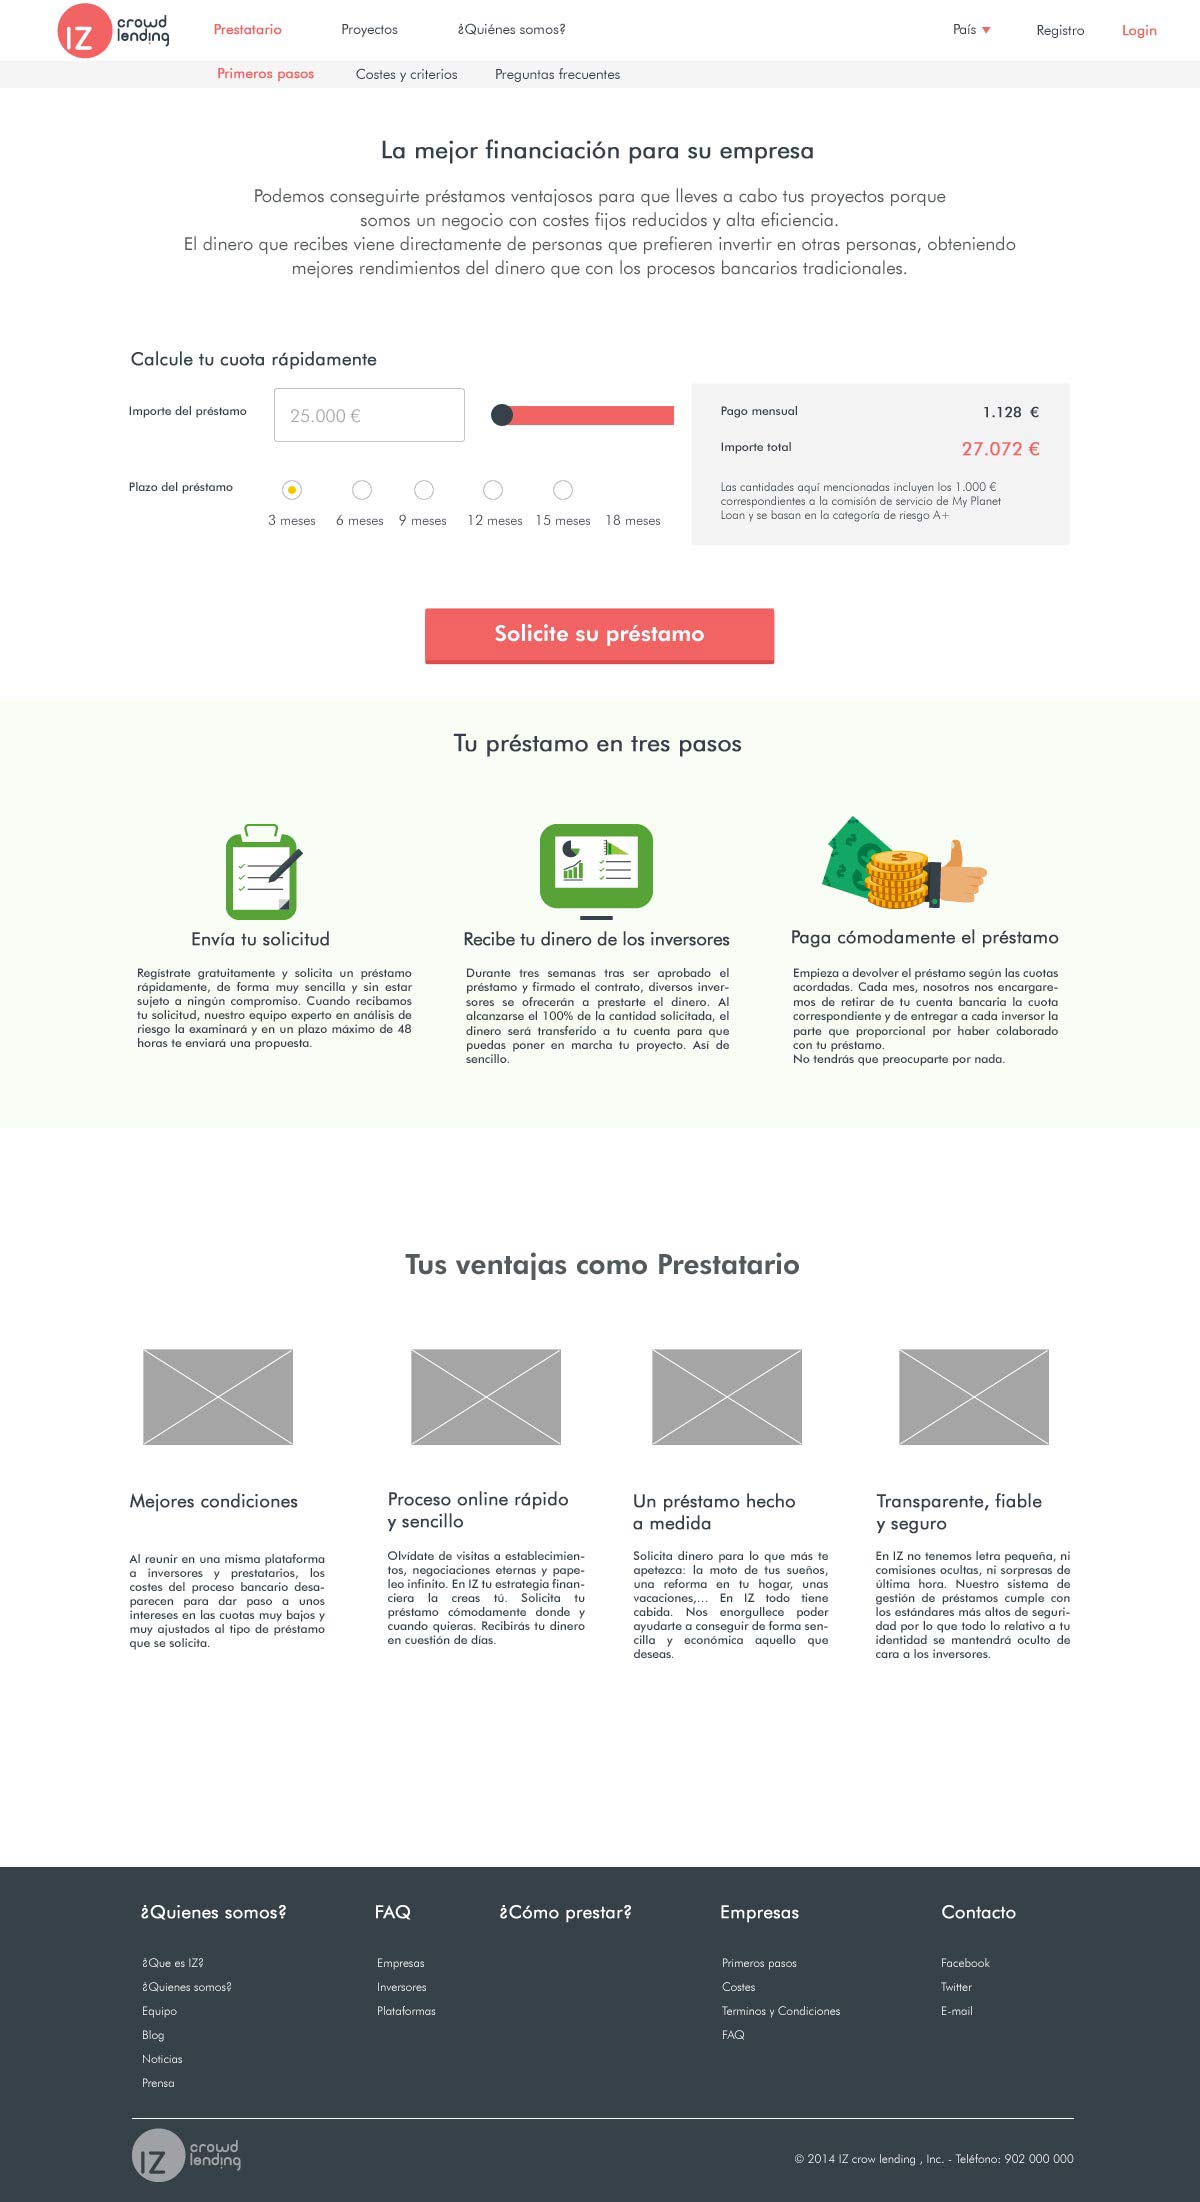 IZ crowd lending
Prestatario Proyectos ¿Quiénes somos? País Registro Login
Primeros pasos Costes y criterios Preguntas frecuentes
La mejor financiación para su empresa
Podemos conseguirte préstamos ventajosos para que lleves a cabo tus proyectos porque
somos un negocio con costes fijos reducidos y alta eficiencia.
El dinero que recibes viene directamente de personas que prefieren invertir en otras personas, obteniendo
mejores rendimientos del dinero que con los procesos bancarios tradicionales.
Calcule tu cuota rápidamente
Importe del préstamo 25.000 €
Plazo del préstamo
3 meses 6 meses 9 meses 12 meses 15 meses 18 meses
Pago mensual 1.128 €
Importe total 27.072 €
Las cantidades aquí mencionadas incluyen los 1.000 €
correspondientes a la comisión de servicio de My Planet
Loan y se basan en la categoría de riesgo A+
Solicite su préstamo
Tu préstamo en tres pasos
Envía tu solicitud
Regístrate gratuitamente y solicita un préstamo
rápidamente, de forma muy sencilla y sin estar
sujeto a ningún compromiso. Cuando recibamos
tu solicitud, nuestro equipo experto en análisis de
riesgo la examinará y en un plazo máximo de 48
horas te enviará una propuesta.
Recibe tu dinero de los inversores
Durante tres semanas tras ser aprobado el
préstamo y firmado el contrato, diversos inver-
sores se ofrecerán a prestarte el dinero. Al
alcanzarse el 100% de la cantidad solicitada, el
dinero será transferido a tu cuenta para que
puedas poner en marcha tu proyecto. Así de
sencillo.
Paga cómodamente el préstamo
Empieza a devolver el préstamo según las cuotas
acordadas. Cada mes, nosotros nos encargare-
mos de retirar de tu cuenta bancaria la cuota
correspondiente y de entregar a cada inversor la
parte que proporcional por haber colaborado
con tu préstamo.
No tendrás que preocuparte por nada.
Tus ventajas como Prestatario
Mejores condiciones
Al reunir en una misma plataforma
a inversores y prestatarios, los
costes del proceso bancario desa-
parecen para dar paso a unos
intereses en las cuotas muy bajos y
muy ajustados al tipo de préstamo
que se solicita.
Proceso online rápido
y sencillo
Olvídate de visitas a establecimien-
tos, negociaciones eternas y pape-
leo infinito. En IZ tu estrategia finan-
ciera la creas tú. Solicita tu
préstamo cómodamente donde y
cuando quieras. Recibirás tu dinero
en cuestión de días.
Un préstamo hecho
a medida
Solicita dinero para lo que más te
apetezca: la moto de tus sueños,
una reforma en tu hogar, unas
vacaciones,... En IZ todo tiene
cabida. Nos enorgullece poder
ayudarte a conseguir de forma sen-
cilla y económica aquello que
deseas.
Transparente, fiable
y seguro
En IZ no tenemos letra pequeña, ni
comisiones ocultas, ni sorpresas de
última hora. Nuestro sistema de
gestión de préstamos cumple con
los estándares más altos de seguri-
dad por lo que todo lo relativo a tu
identidad se mantendrá oculto de
cara a los inversores.
¿Quienes somos?
¿Que es IZ?
¿Quienes somos?
Equipo
Blog
Noticias
Prensa
FAQ
Empresas
Inversores
Plataformas
¿Cómo prestar?
Empresas
Primeros pasos
Costes
Terminos y Condiciones
FAQ
Contacto
Facebook
Twitter
E-mail
IZ crowd lending
© 2014 IZ crow lending , Inc. - Teléfono: 902 000 000